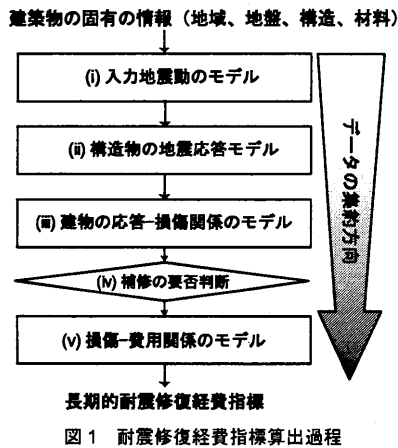 建築物の固有の情報（地域、地盤、構造、材料）
(i) 入力地震動のモデル
(ii) 構造物の地震応答モデル
(iii) 建物の応答−損傷関係のモデル
(iv) 補修の要否判断
(v) 損傷−費用関係のモデル
長期的耐震修復経費指標
データの集約方向
図1 耐震修復経費指標算出過程